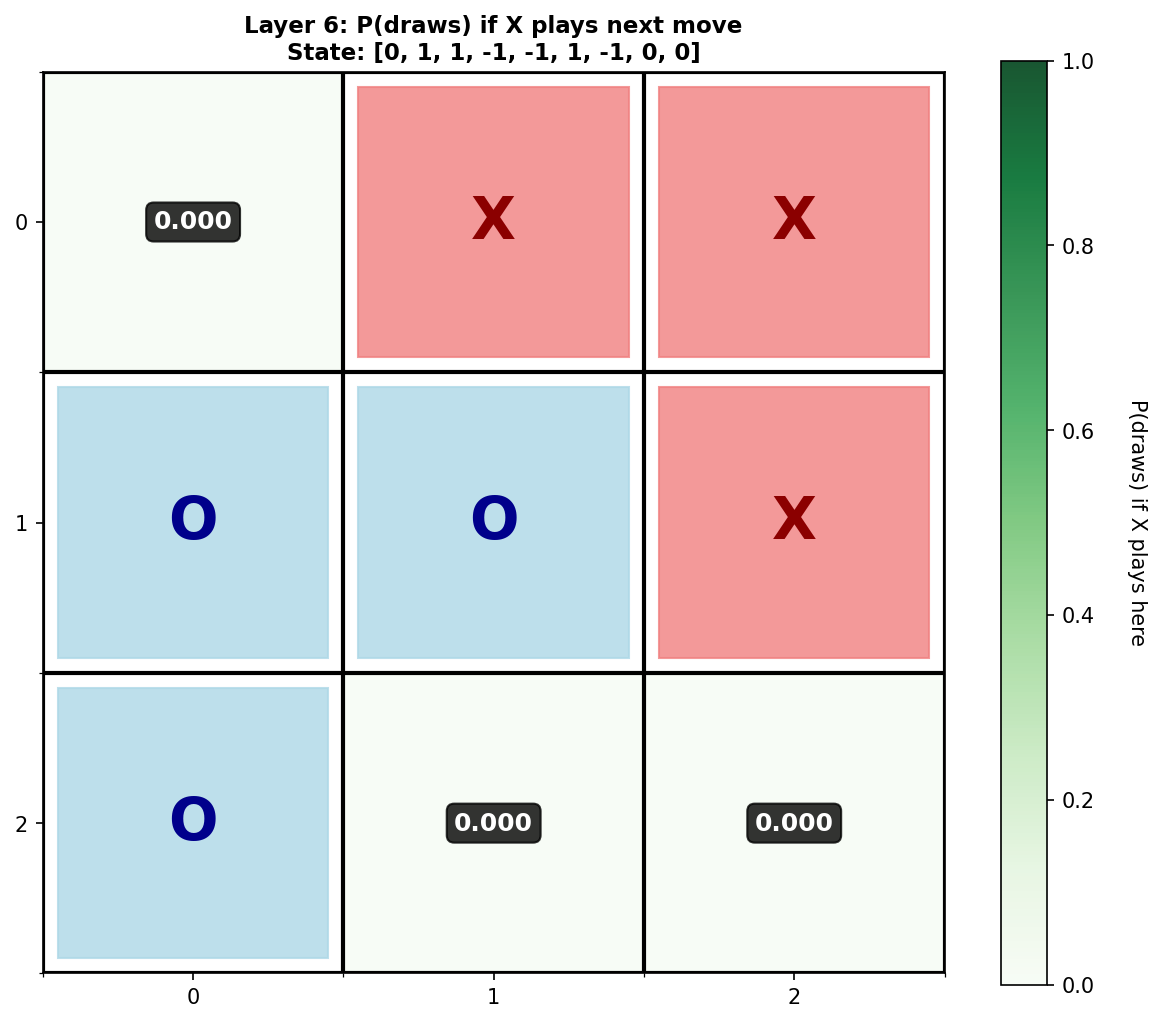 Layer 6: P(draws) if X plays next move
State: [0, 1, 1, -1, -1, 1, -1, 0, 0]
0 0.000 X X
1 O O X
2 O 0.000 0.000
0 1 2
1.0
0.8
0.6
0.4
0.2
0.0
P(draws) if X plays here